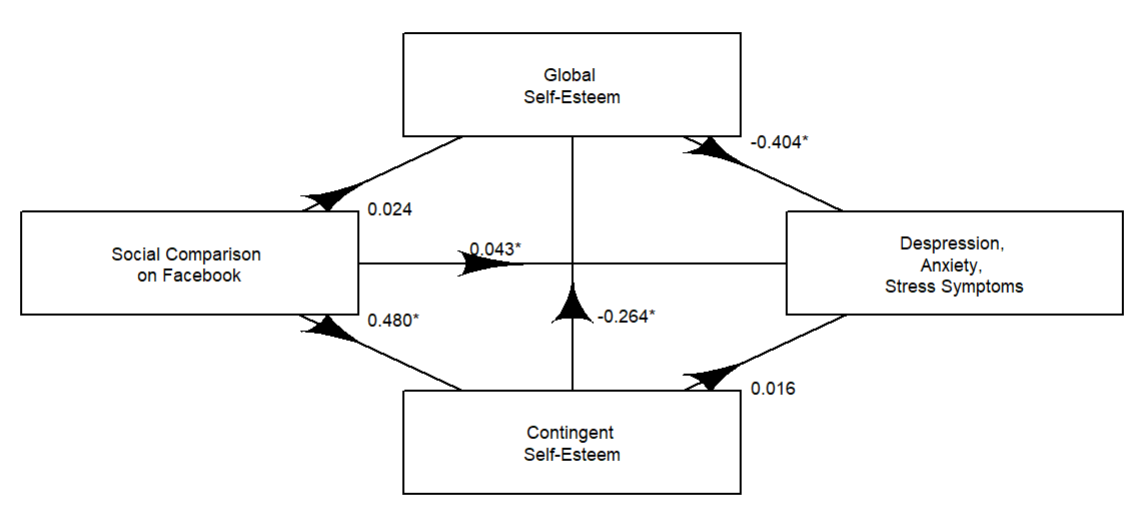 Global
Self-Esteem
-0.404*
0.024
Social Comparison
on Facebook
0.043*
Despression,
Anxiety,
Stress Symptoms
0.480*
-0.264*
0.016
Contingent
Self-Esteem